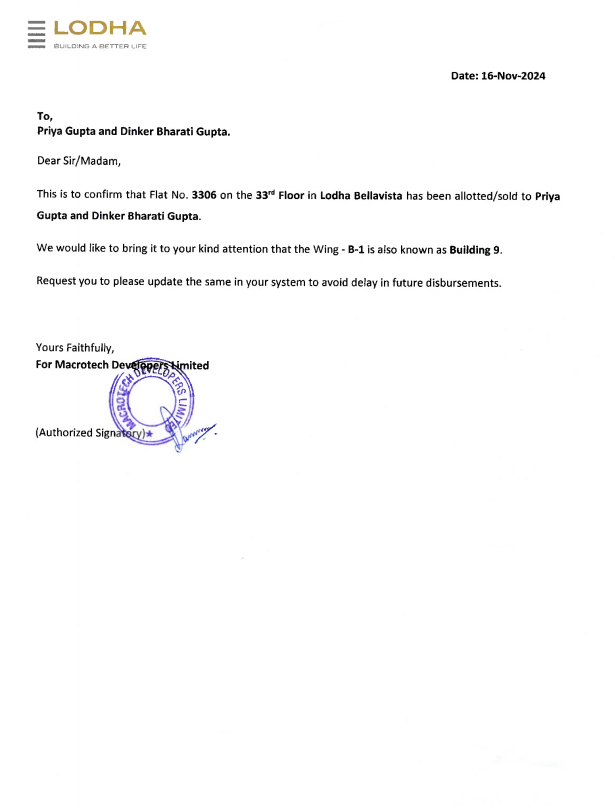 LODHA
BUILDING A BETTER LIFE
Date: 16-Nov-2024
To,
Priya Gupta and Dinker Bharati Gupta.
Dear Sir/Madam,
This is to confirm that Flat No. 3306 on the 33rd Floor in Lodha Bellavista has been allotted/sold to Priya
Gupta and Dinker Bharati Gupta.
We would like to bring it to your kind attention that the Wing - B-1 is also known as Building 9.
Request you to please update the same in your system to avoid delay in future disbursements.
Yours Faithfully,
For Macrotech Developers Limited
MACROTECH DEVELOPERS LIMITED
(Authorized Signatory)